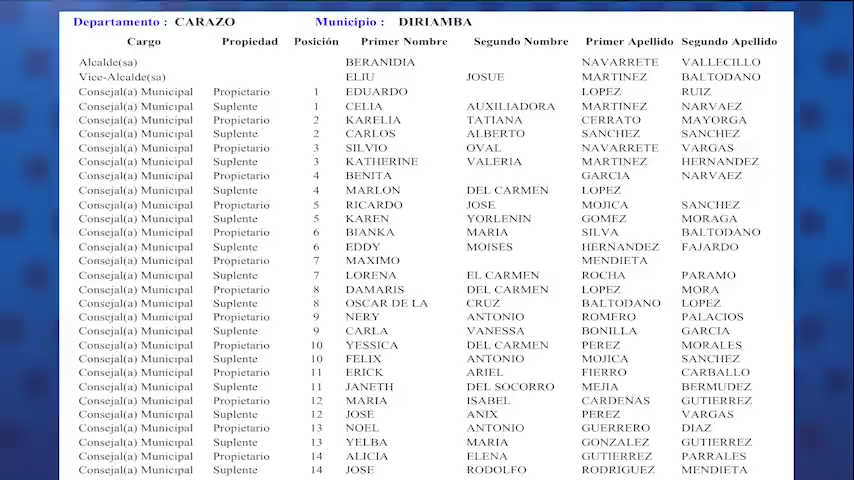 Departamento : CARAZO Municipio : DIRIAMBA
Cargo Propiedad Posición Primer Nombre Segundo Nombre Primer Apellido Segundo Apellido
Alcalde(sa) BERANIDIA NAVARRETE VALLECILLO
Vice-Alcalde(sa) ELIU JOSUE MARTINEZ BALTODANO
Consejal(a) Municipal Propietario 1 EDUARDO LOPEZ RUIZ
Consejal(a) Municipal Suplente 1 CELIA AUXILIADORA MARTINEZ NARVAEZ
Consejal(a) Municipal Propietario 2 KARELIA TATIANA CERRATO MAYORGA
Consejal(a) Municipal Suplente 2 CARLOS ALBERTO SANCHEZ SANCHEZ
Consejal(a) Municipal Propietario 3 SILVIO OVAL NAVARRETE VARGAS
Consejal(a) Municipal Suplente 3 KATHERINE VALERIA MARTINEZ HERNANDEZ
Consejal(a) Municipal Propietario 4 BENITA GARCIA NARVAEZ
Consejal(a) Municipal Suplente 4 MARLON DEL CARMEN LOPEZ
Consejal(a) Municipal Propietario 5 RICARDO JOSE MOJICA SANCHEZ
Consejal(a) Municipal Suplente 5 KAREN YORLENIN GOMEZ MORAGA
Consejal(a) Municipal Propietario 6 BIANKA MARIA SILVA BALTODANO
Consejal(a) Municipal Suplente 6 EDDY MOISES HERNANDEZ FAJARDO
Consejal(a) Municipal Propietario 7 MAXIMO MENDIETA
Consejal(a) Municipal Suplente 7 LORENA EL CARMEN ROCHA PARAMO
Consejal(a) Municipal Propietario 8 DAMARIS DEL CARMEN LOPEZ MORA
Consejal(a) Municipal Suplente 8 OSCAR DE LA CRUZ BALTODANO LOPEZ
Consejal(a) Municipal Propietario 9 NERY ANTONIO ROMERO PALACIOS
Consejal(a) Municipal Suplente 9 CARLA VANESSA BONILLA GARCIA
Consejal(a) Municipal Propietario 10 YESSICA DEL CARMEN PEREZ MORALES
Consejal(a) Municipal Suplente 10 FELIX ANTONIO MOJICA SANCHEZ
Consejal(a) Municipal Propietario 11 ERICK ARIEL FIERRO CARBALLO
Consejal(a) Municipal Suplente 11 JANETH DEL SOCORRO MEJIA BERMUDEZ
Consejal(a) Municipal Propietario 12 MARIA ISABEL CARDENAS GUTIERREZ
Consejal(a) Municipal Suplente 12 JOSE ANIX PEREZ VARGAS
Consejal(a) Municipal Propietario 13 NOEL ANTONIO GUERRERO DIAZ
Consejal(a) Municipal Suplente 13 YELBA MARIA GONZALEZ GUTIERREZ
Consejal(a) Municipal Propietario 14 ALICIA ELENA GUTIERREZ PARRALES
Consejal(a) Municipal Suplente 14 JOSE RODOLFO RODRIGUEZ MENDIETA